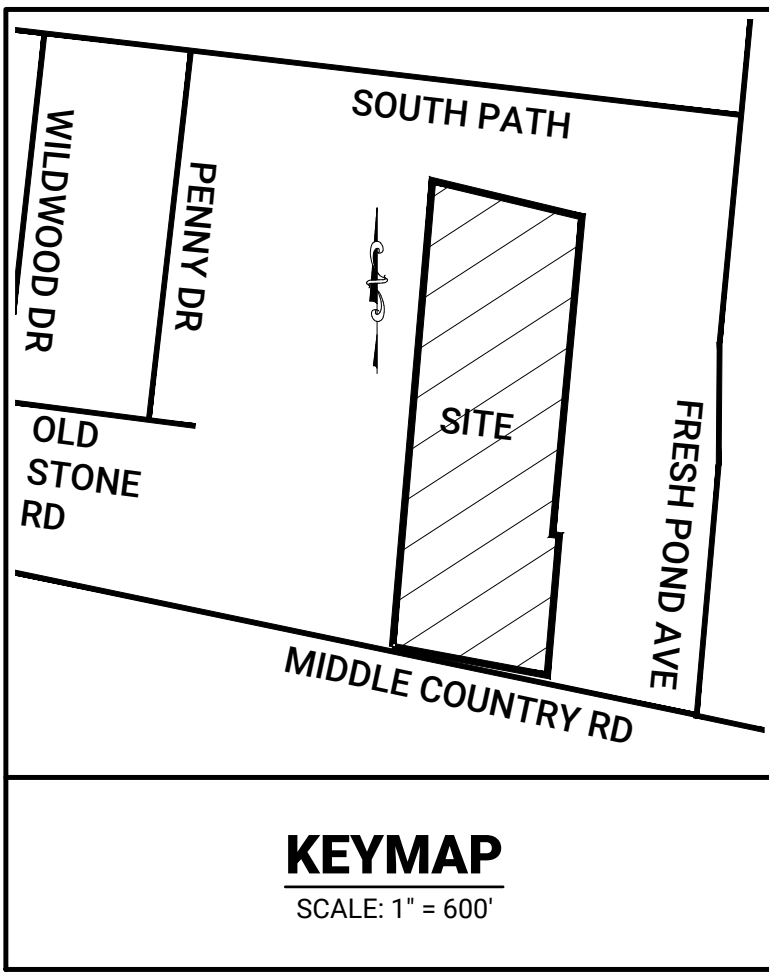 SOUTH PATH
WILDWOOD DR
PENNY DR
SITE
FRESH POND AVE
OLD
STONE
RD
MIDDLE COUNTRY RD
KEYMAP
SCALE: 1" = 600'